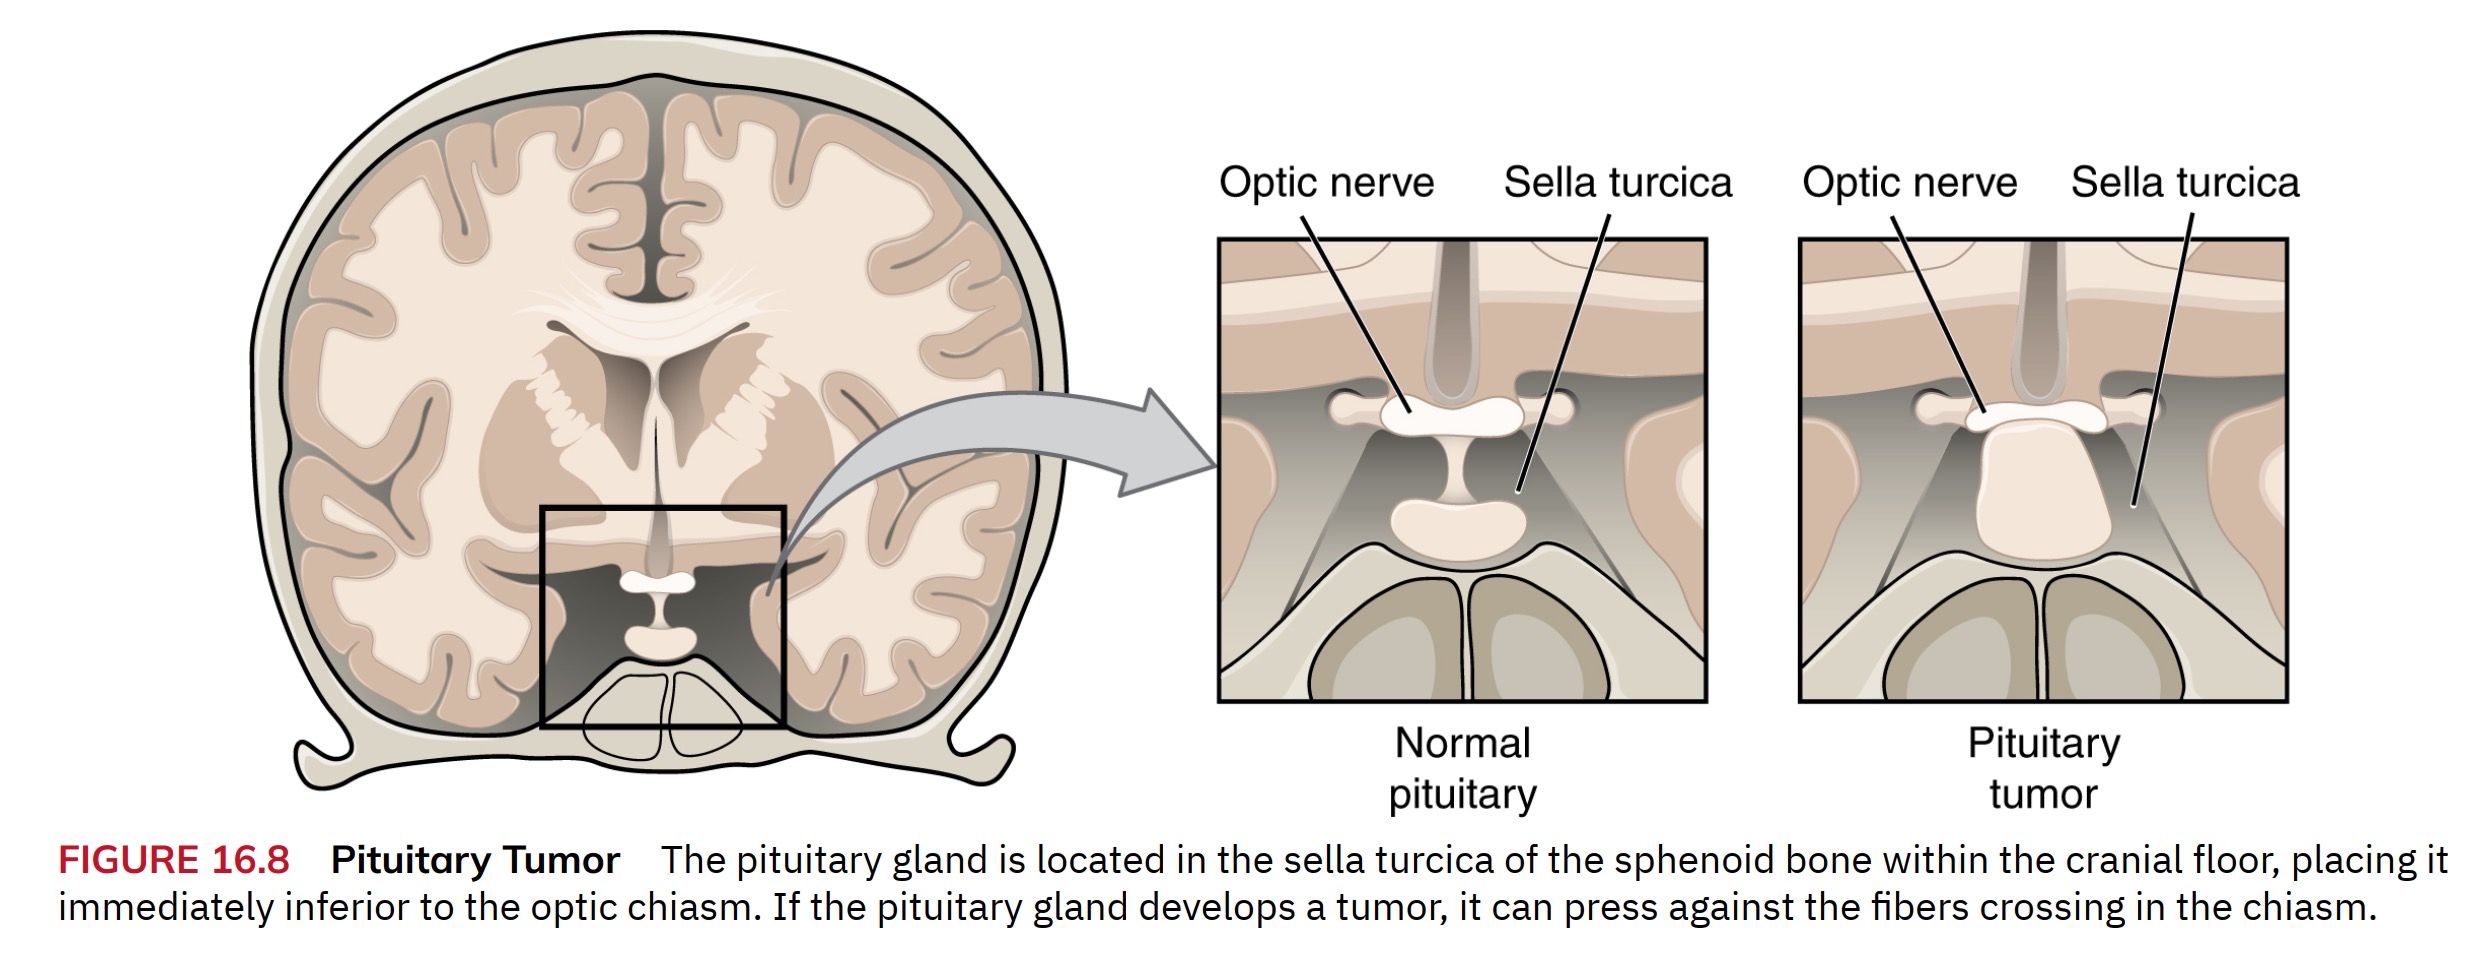 Optic nerve
Sella turcica
Optic nerve
Sella turcica
Normal
pituitary
Pituitary
tumor
FIGURE 16.8 Pituitary Tumor The pituitary gland is located in the sella turcica of the sphenoid bone within the cranial floor, placing it
immediately inferior to the optic chiasm. If the pituitary gland develops a tumor, it can press against the fibers crossing in the chiasm.